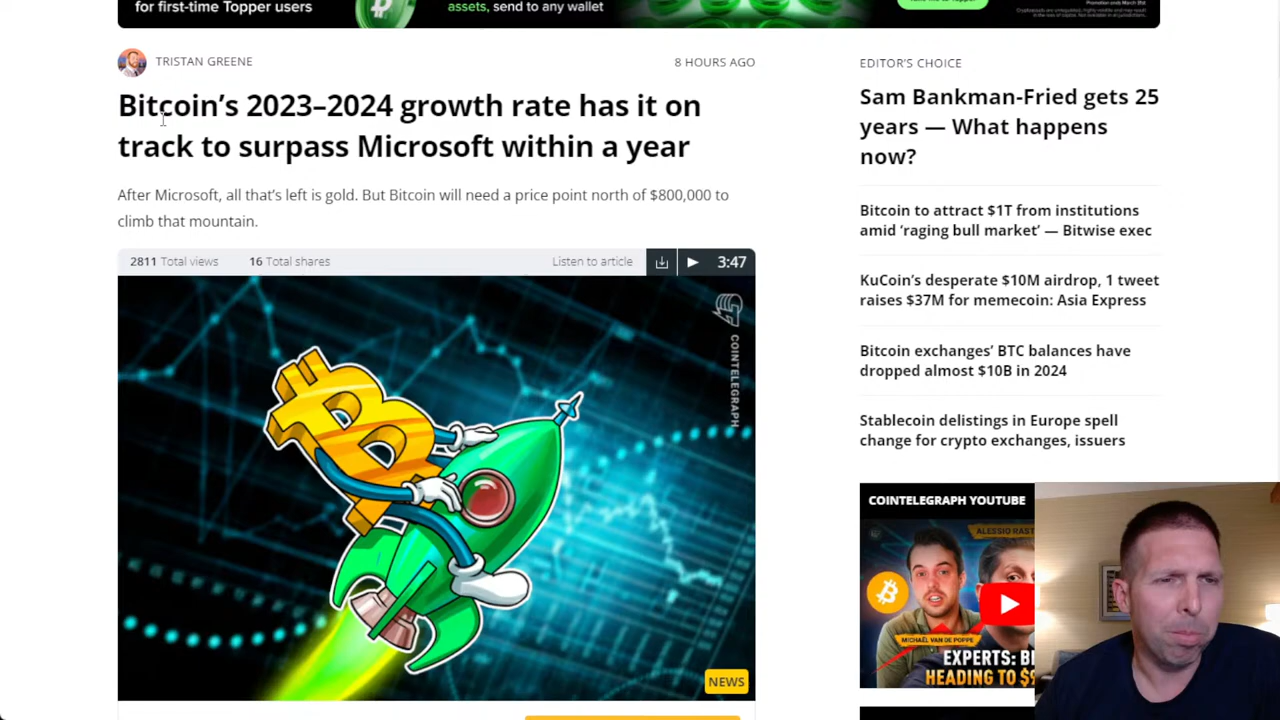 for first-time Topper users
assets, send to any wallet
TRISTAN GREENE
8 HOURS AGO
Bitcoin’s 2023–2024 growth rate has it on
track to surpass Microsoft within a year
After Microsoft, all that’s left is gold. But Bitcoin will need a price point north of $800,000 to
climb that mountain.
2811 Total views
16 Total shares
Listen to article
3:47
COINTELEGRAPH
NEWS
EDITOR’S CHOICE
Sam Bankman-Fried gets 25
years — What happens
now?
Bitcoin to attract $1T from institutions
amid ‘raging bull market’ — Bitwise exec
KuCoin’s desperate $10M airdrop, 1 tweet
raises $37M for memecoin: Asia Express
Bitcoin exchanges’ BTC balances have
dropped almost $10B in 2024
Stablecoin delistings in Europe spell
change for crypto exchanges, issuers
COINTELEGRAPH YOUTUBE
ALESSIO RAST
MICHAËL VAN DE POPPE
EXPERTS: B
HEADING TO $